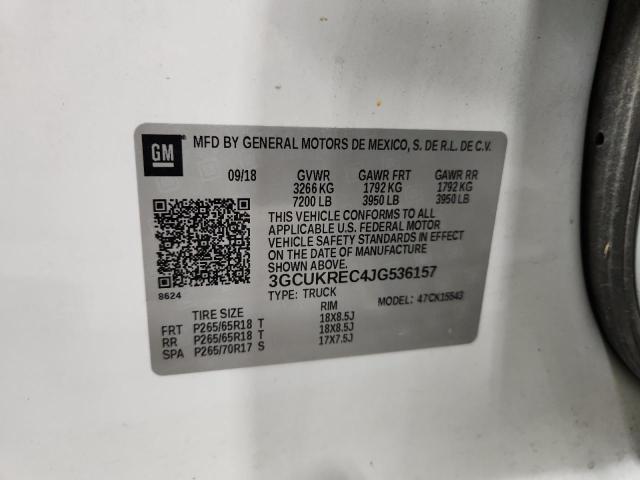 GM MFD BY GENERAL MOTORS DE MEXICO, S. DE R.L. DE C.V.
09/18 GVWR GAWR FRT GAWR RR
3266 KG 1792 KG 1792 KG
7200 LB 3950 LB 3950 LB
THIS VEHICLE CONFORMS TO ALL
APPLICABLE U.S. FEDERAL MOTOR
VEHICLE SAFETY STANDARDS IN EFFECT
ON THE DATE OF MANUFACTURE
SHOWN ABOVE.
3GCUKREC4JG536157
8624
TYPE: TRUCK MODEL: 47CK15543
TIRE SIZE RIM
FRT P265/65R18 T 18X8.5J
RR P265/65R18 T 18X8.5J
SPA P265/70R17 S 17X7.5J